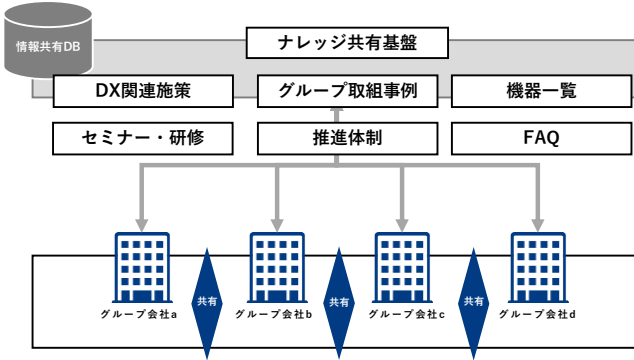 情報共有DB
ナレッジ共有基盤
DX関連施策
グループ取組事例
機器一覧
セミナー・研修
推進体制
FAQ
グループ会社a
共有
グループ会社b
共有
グループ会社c
共有
グループ会社d